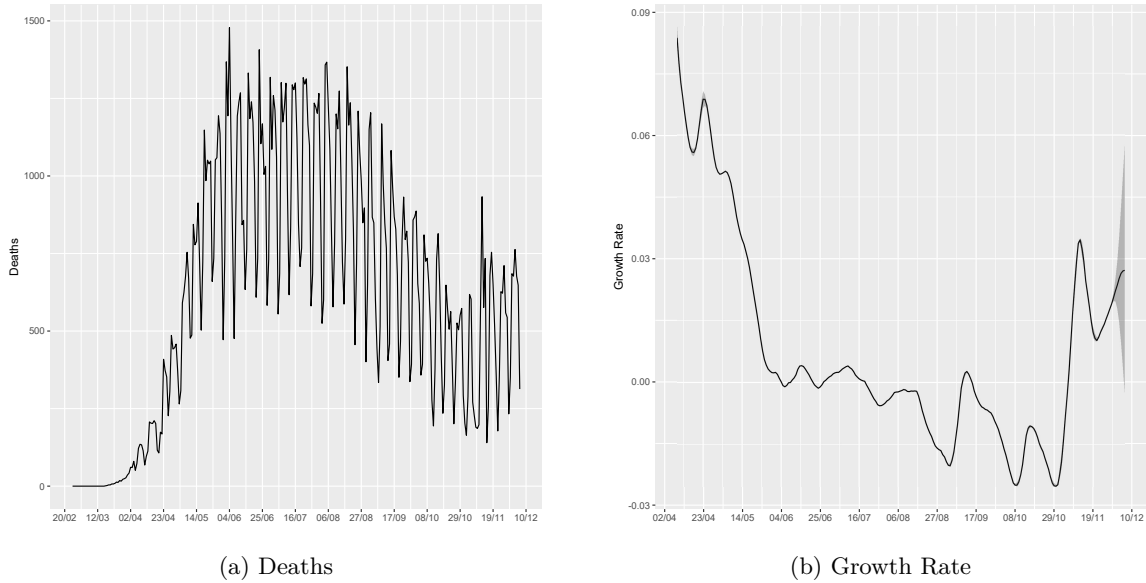 1500
1000
500
0
Deaths
20/02 12/03 02/04 23/04 14/05 04/06 25/06 16/07 06/08 27/08 17/09 08/10 29/10 19/11 10/12
(a) Deaths
0.09
0.06
0.03
0.00
-0.03
Growth Rate
02/04 23/04 14/05 04/06 25/06 16/07 06/08 27/08 08/10 29/10 19/11 10/12
(b) Growth Rate